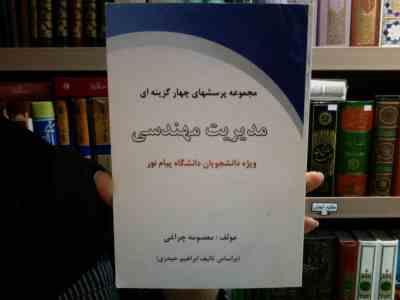 مجموعه پرسشهای چهار گزینه ای
مدیریت مهندسی
ویژه دانشجویان دانشگاه پیام نور
مولف : معصومه چراغی
(براساس تالیف ابراهیم حیدری)